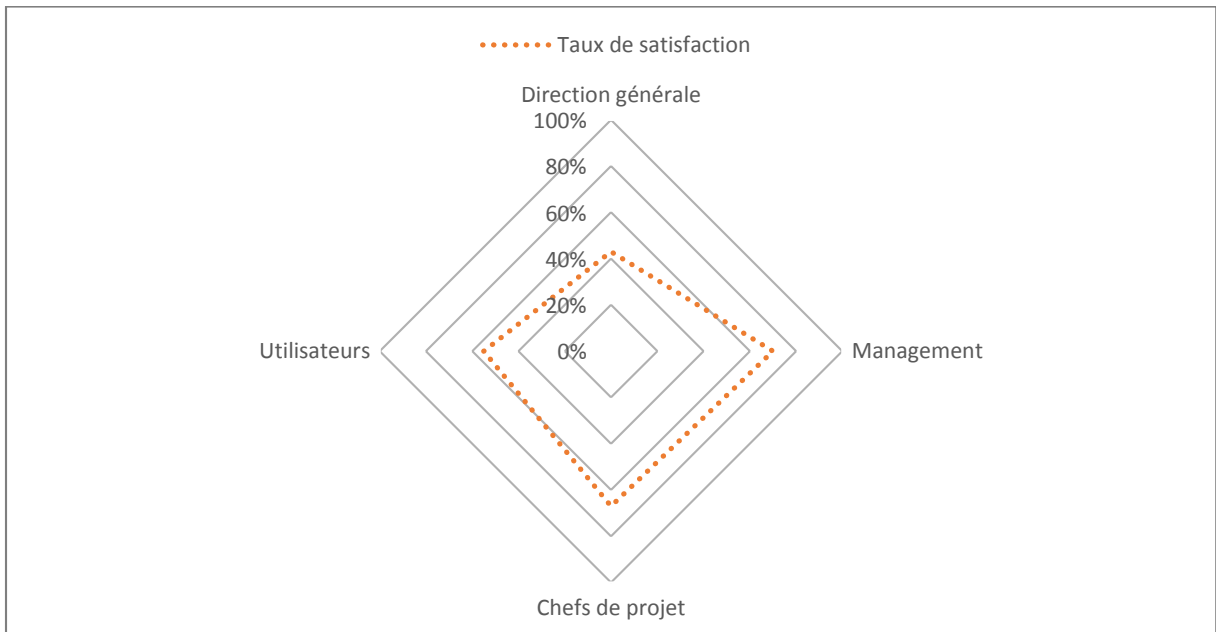 Taux de satisfaction
Direction générale
100%
80%
60%
40%
20%
0%
Utilisateurs
Management
Chefs de projet